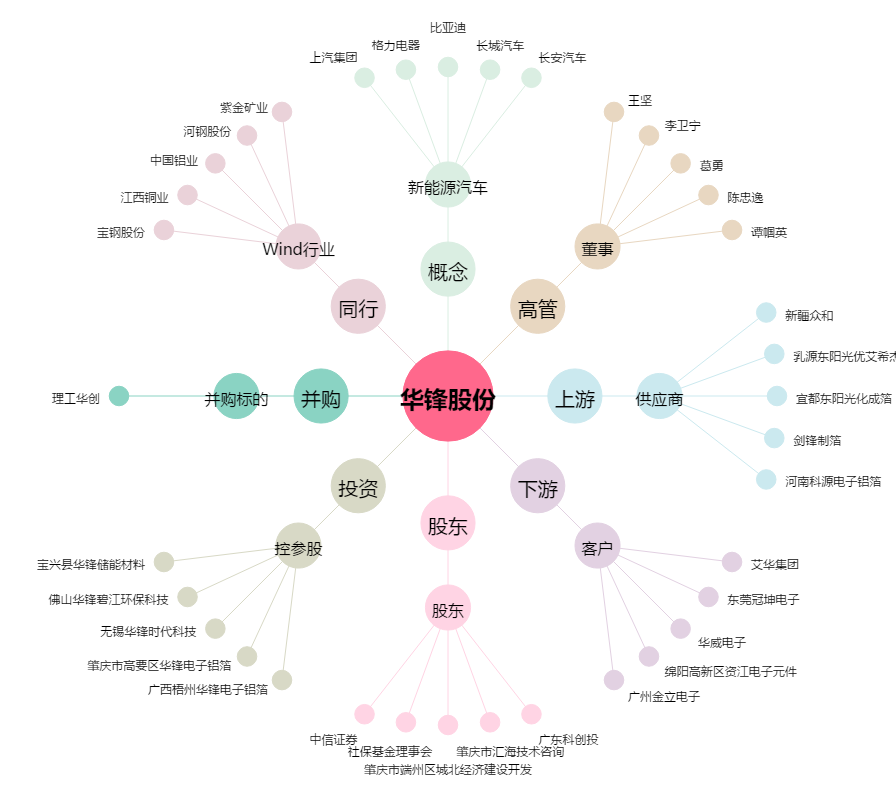 比亚迪
格力电器
长城汽车
上汽集团
长安汽车
新能源汽车
概念
紫金矿业
河钢股份
中国铝业
江西铜业
宝钢股份
Wind行业
同行
王坚
李卫宁
葛勇
陈忠逸
谭帼英
董事
高管
理工华创
并购标的
并购
华锋股份
上游
供应商
新疆众和
乳源东阳光优艾希杰
宜都东阳光化成箔
剑锋制箔
河南科源电子铝箔
投资
控参股
宝兴县华锋储能材料
佛山华锋碧江环保科技
无锡华锋时代科技
肇庆市高要区华锋电子铝箔
广西梧州华锋电子铝箔
股东
股东
中信证券
社保基金理事会
肇庆市端州区城北经济建设开发
肇庆市汇海技术咨询
广东科创投
下游
客户
艾华集团
东莞冠坤电子
华威电子
绵阳高新区资江电子元件
广州金立电子